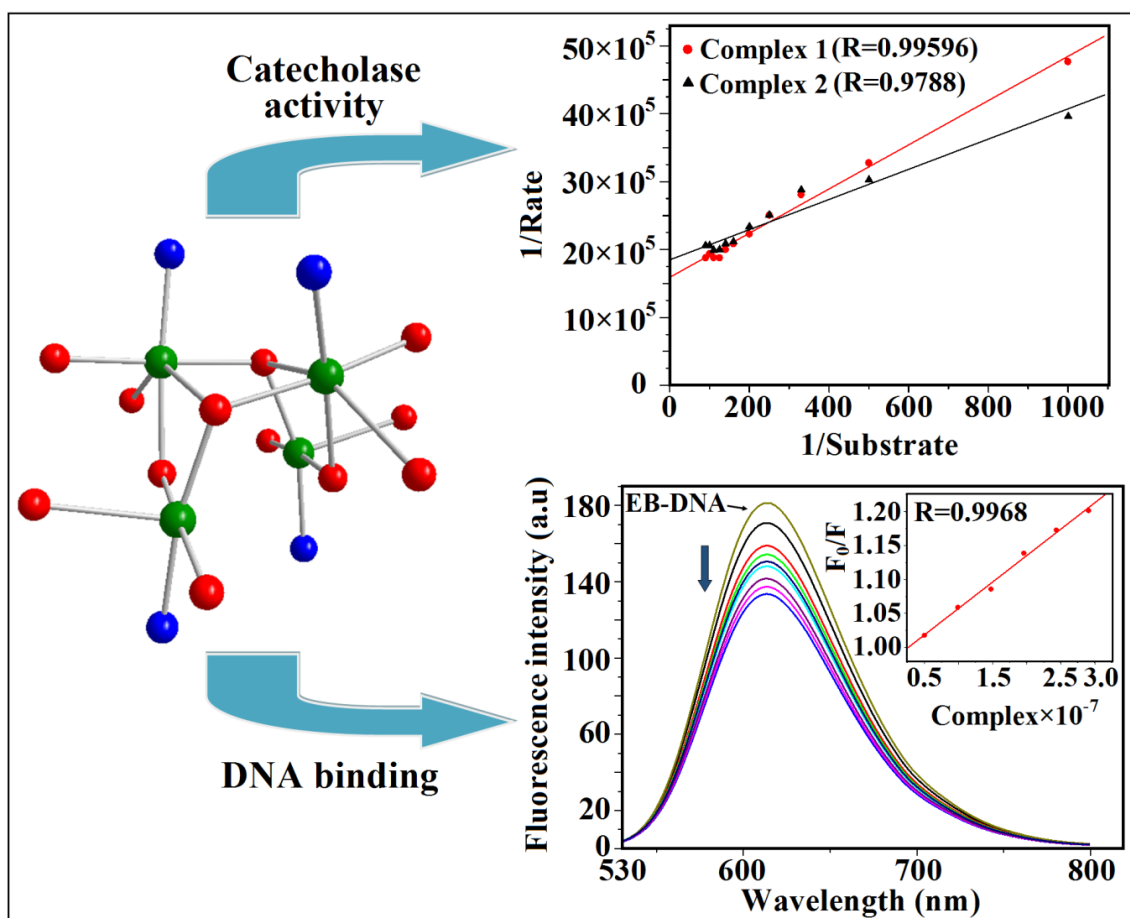 Catecholase
activity
DNA binding
1/Rate
50×10⁵
40×10⁵
30×10⁵
20×10⁵
10×10⁵
0
Complex 1 (R=0.99596)
Complex 2 (R=0.9788)
0 200 400 600 800 1000
1/Substrate
Fluorescence intensity (a.u)
180
140
100
60
20
0
EB-DNA
R=0.9968
F₀/F
1.20
1.15
1.10
1.05
1.00
0.5 1.5 2.5 3.0
Complex×10⁻⁷
530 600 700 800
Wavelength (nm)